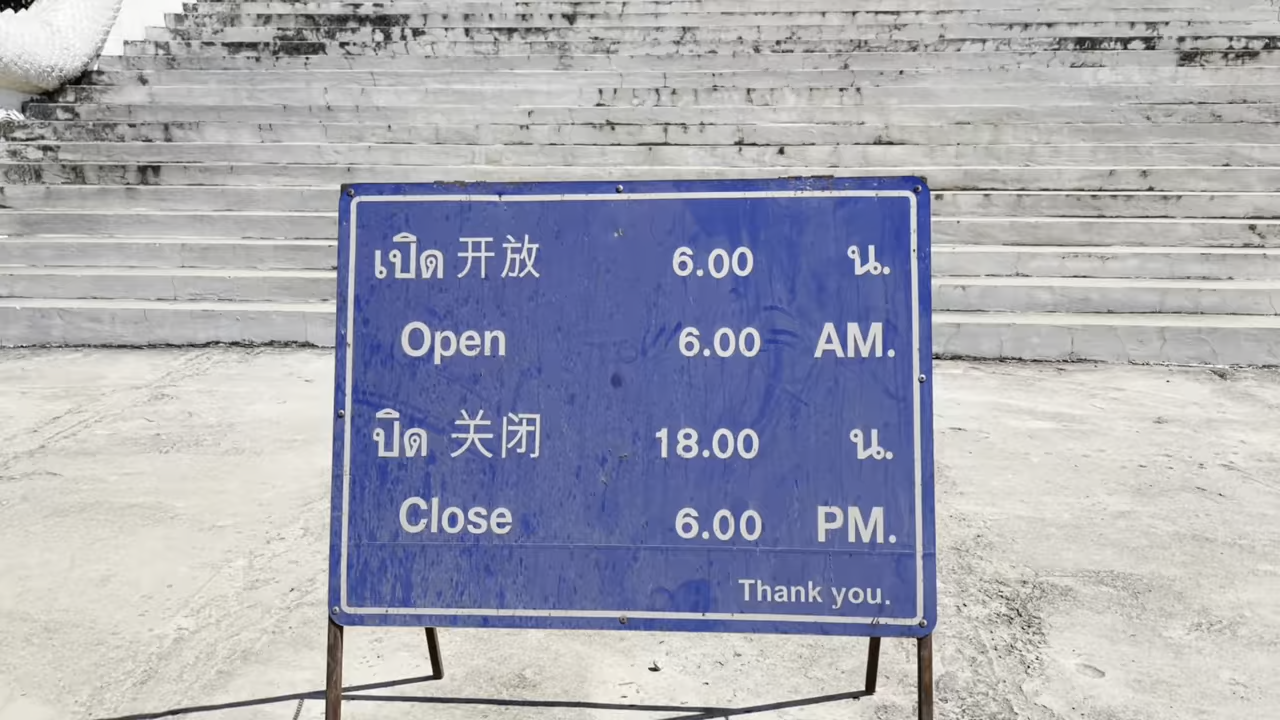 เปิด 开放 6.00 น.
Open 6.00 AM.
ปิด 关闭 18.00 น.
Close 6.00 PM.
Thank you.